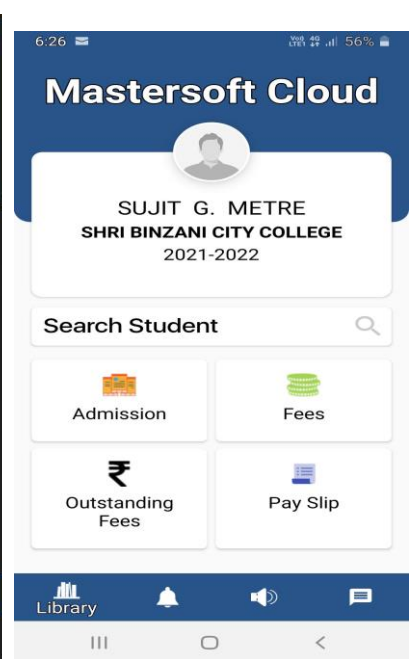 6:26 56%
Mastersoft Cloud
SUJIT G. METRE
SHRI BINZANI CITY COLLEGE
2021-2022
Search Student
Admission
Fees
₹
Outstanding
Fees
Pay Slip
Library